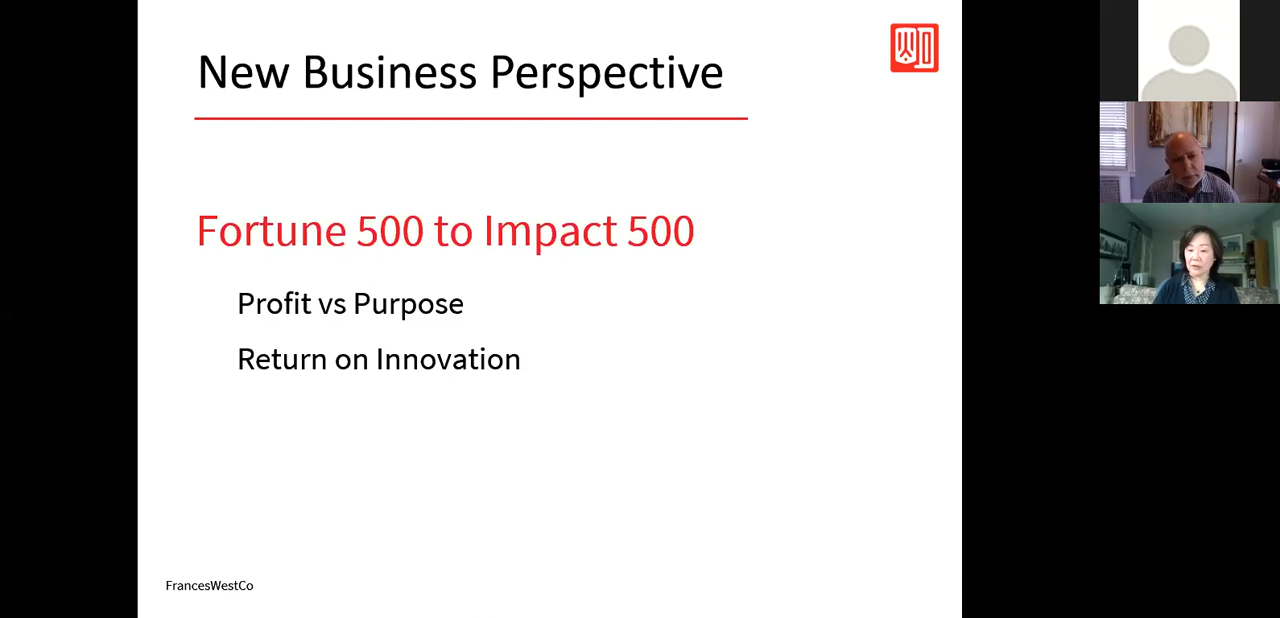 New Business Perspective
Fortune 500 to Impact 500
Profit vs Purpose
Return on Innovation
FrancesWestCo